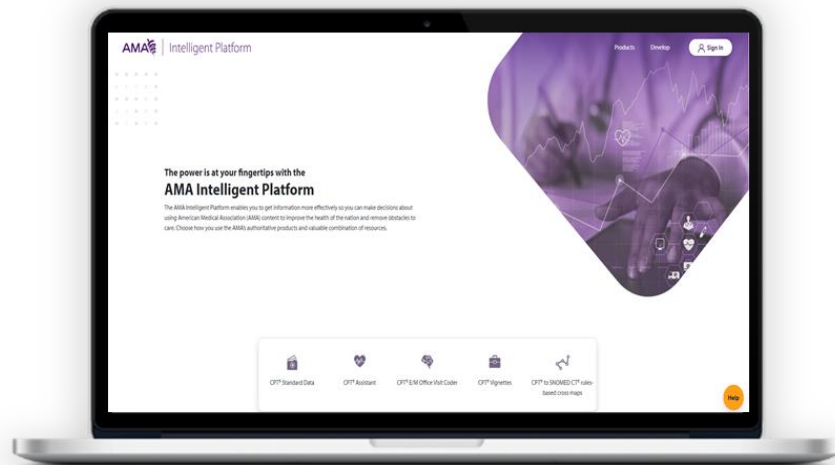 AMA | Intelligent Platform
Products Develop Sign In
The power is at your fingertips with the
AMA Intelligent Platform
The AMA Intelligent Platform enables you to get information more effectively so you can make decisions about
using American Medical Association (AMA) content to improve the health of the nation and remove obstacles to
care. Choose how you use the AMA's authoritative products and valuable combination of resources.
CPT® Standard Data
CPT® Assistant
CPT® E/M Office Visit Coder
CPT® Vignettes
CPT® to SNOMED CT® rules-
based cross maps
Help